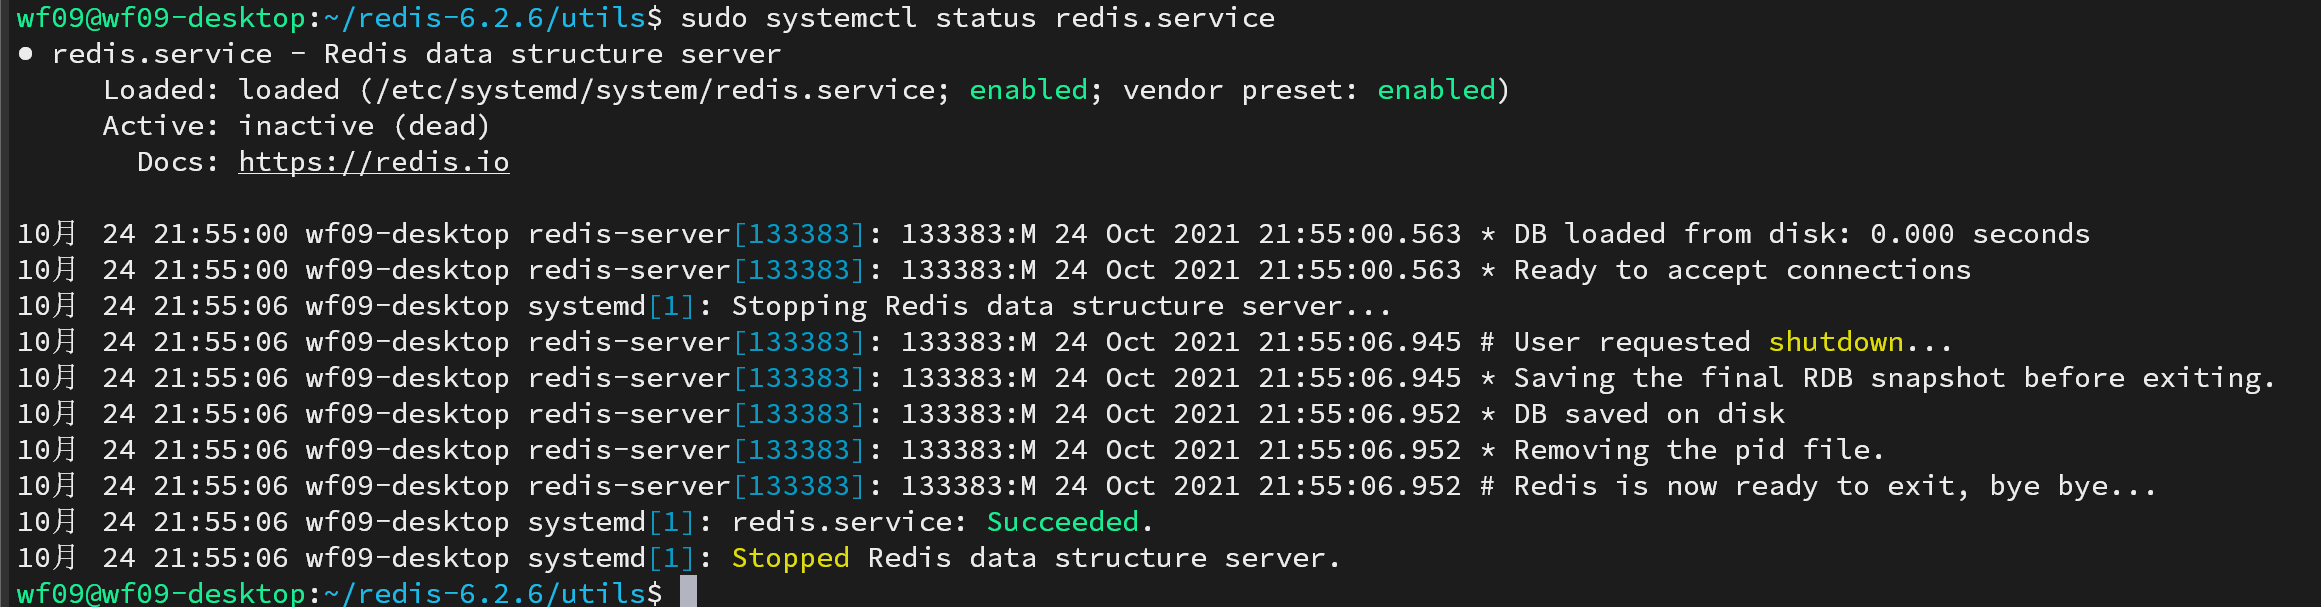 wf09@wf09-desktop:~/redis-6.2.6/utils$ sudo systemctl status redis.service
● redis.service - Redis data structure server
     Loaded: loaded (/etc/systemd/system/redis.service; enabled; vendor preset: enabled)
     Active: inactive (dead)
       Docs: https://redis.io

10月 24 21:55:00 wf09-desktop redis-server[133383]: 133383:M 24 Oct 2021 21:55:00.563 * DB loaded from disk: 0.000 seconds
10月 24 21:55:00 wf09-desktop redis-server[133383]: 133383:M 24 Oct 2021 21:55:00.563 * Ready to accept connections
10月 24 21:55:06 wf09-desktop systemd[1]: Stopping Redis data structure server...
10月 24 21:55:06 wf09-desktop redis-server[133383]: 133383:M 24 Oct 2021 21:55:06.945 # User requested shutdown...
10月 24 21:55:06 wf09-desktop redis-server[133383]: 133383:M 24 Oct 2021 21:55:06.945 * Saving the final RDB snapshot before exiting.
10月 24 21:55:06 wf09-desktop redis-server[133383]: 133383:M 24 Oct 2021 21:55:06.952 * DB saved on disk
10月 24 21:55:06 wf09-desktop redis-server[133383]: 133383:M 24 Oct 2021 21:55:06.952 * Removing the pid file.
10月 24 21:55:06 wf09-desktop redis-server[133383]: 133383:M 24 Oct 2021 21:55:06.952 # Redis is now ready to exit, bye bye...
10月 24 21:55:06 wf09-desktop systemd[1]: redis.service: Succeeded.
10月 24 21:55:06 wf09-desktop systemd[1]: Stopped Redis data structure server.
wf09@wf09-desktop:~/redis-6.2.6/utils$